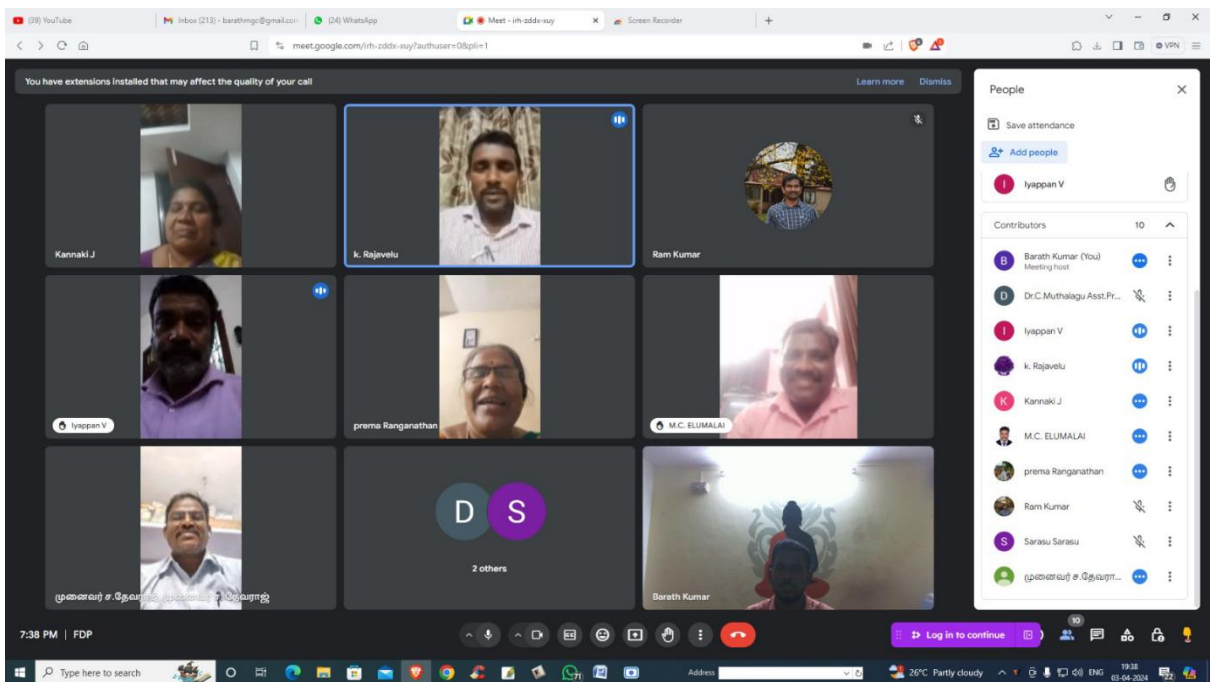 (39) YouTube
Inbox (213) - barathmgc@gmail.con
(24) WhatsApp
Meet - irh-zddx-xuy
Screen Recorder
meet.google.com/irh-zddx-xuy?authuser=0&pli=1
VPN
You have extensions installed that may affect the quality of your call
Learn more
Dismiss
People
Save attendance
Add people
I Iyappan V
Contributors 10
B Barath Kumar (You)
Meeting host
D Dr.C.Muthalagu Asst.Pr...
I Iyappan V
k. Rajavelu
K Kannaki J
M.C. ELUMALAI
prema Ranganathan
Ram Kumar
S Sarasu Sarasu
முனைவர் ச.தேவரா...
Kannaki J
k. Rajavelu
Ram Kumar
Iyappan V
prema Ranganathan
M.C. ELUMALAI
முனைவர் ச.தேவராஜ்
D S
2 others
Barath Kumar
7:38 PM | FDP
CC
Log in to continue
10
Type here to search
Address
26°C Partly cloudy
ENG
19:38
03-04-2024